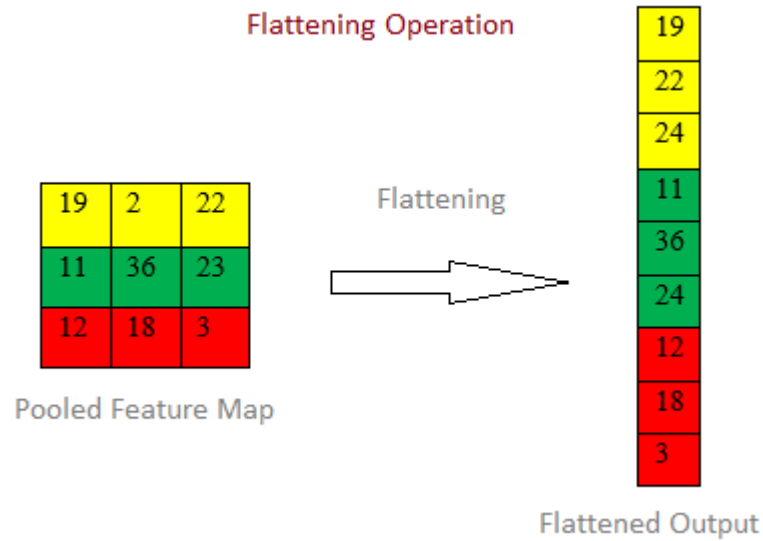 Flattening Operation
19 2 22
11 36 23
12 18 3
Pooled Feature Map
Flattening
19
22
24
11
36
24
12
18
3
Flattened Output